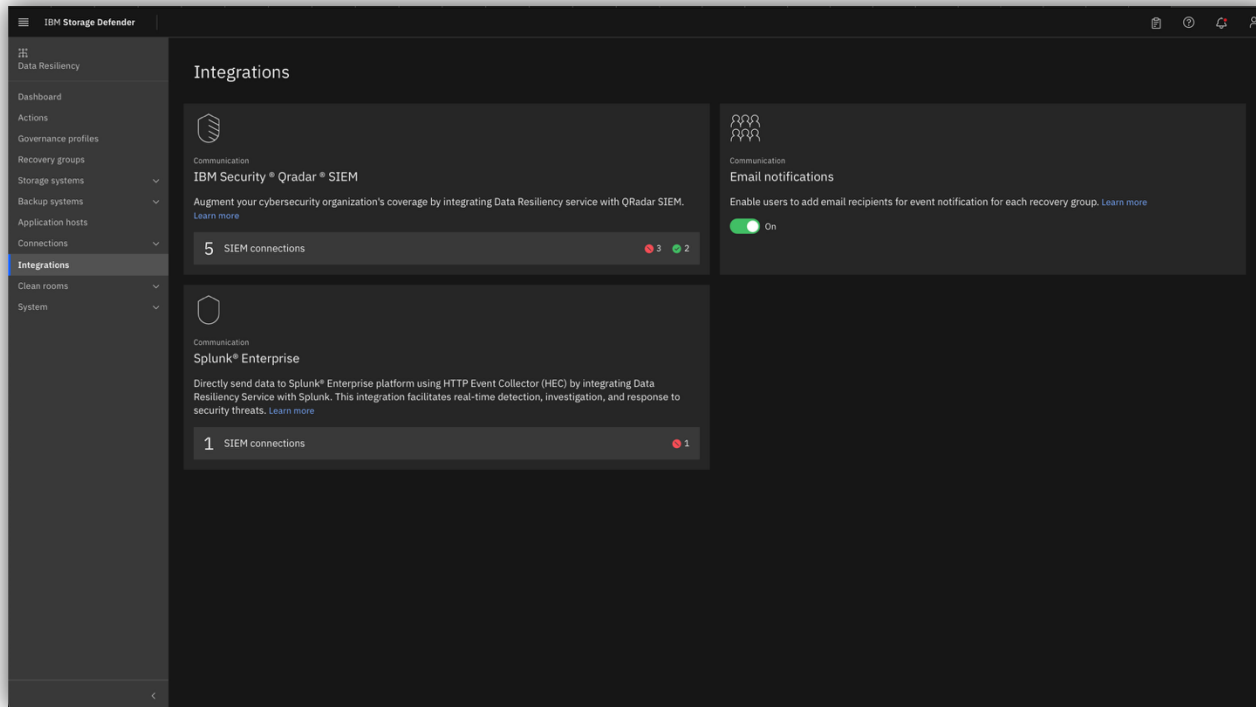 IBM Storage Defender
Data Resiliency
Dashboard
Actions
Governance profiles
Recovery groups
Storage systems
Backup systems
Application hosts
Connections
Integrations
Clean rooms
System
Integrations
Communication
IBM Security ® Qradar ® SIEM
Augment your cybersecurity organization's coverage by integrating Data Resiliency service with QRadar SIEM.
Learn more
5 SIEM connections 3 2
Communication
Email notifications
Enable users to add email recipients for event notification for each recovery group. Learn more
On
Communication
Splunk® Enterprise
Directly send data to Splunk® Enterprise platform using HTTP Event Collector (HEC) by integrating Data
Resiliency Service with Splunk. This integration facilitates real-time detection, investigation, and response to
security threats. Learn more
1 SIEM connections 1